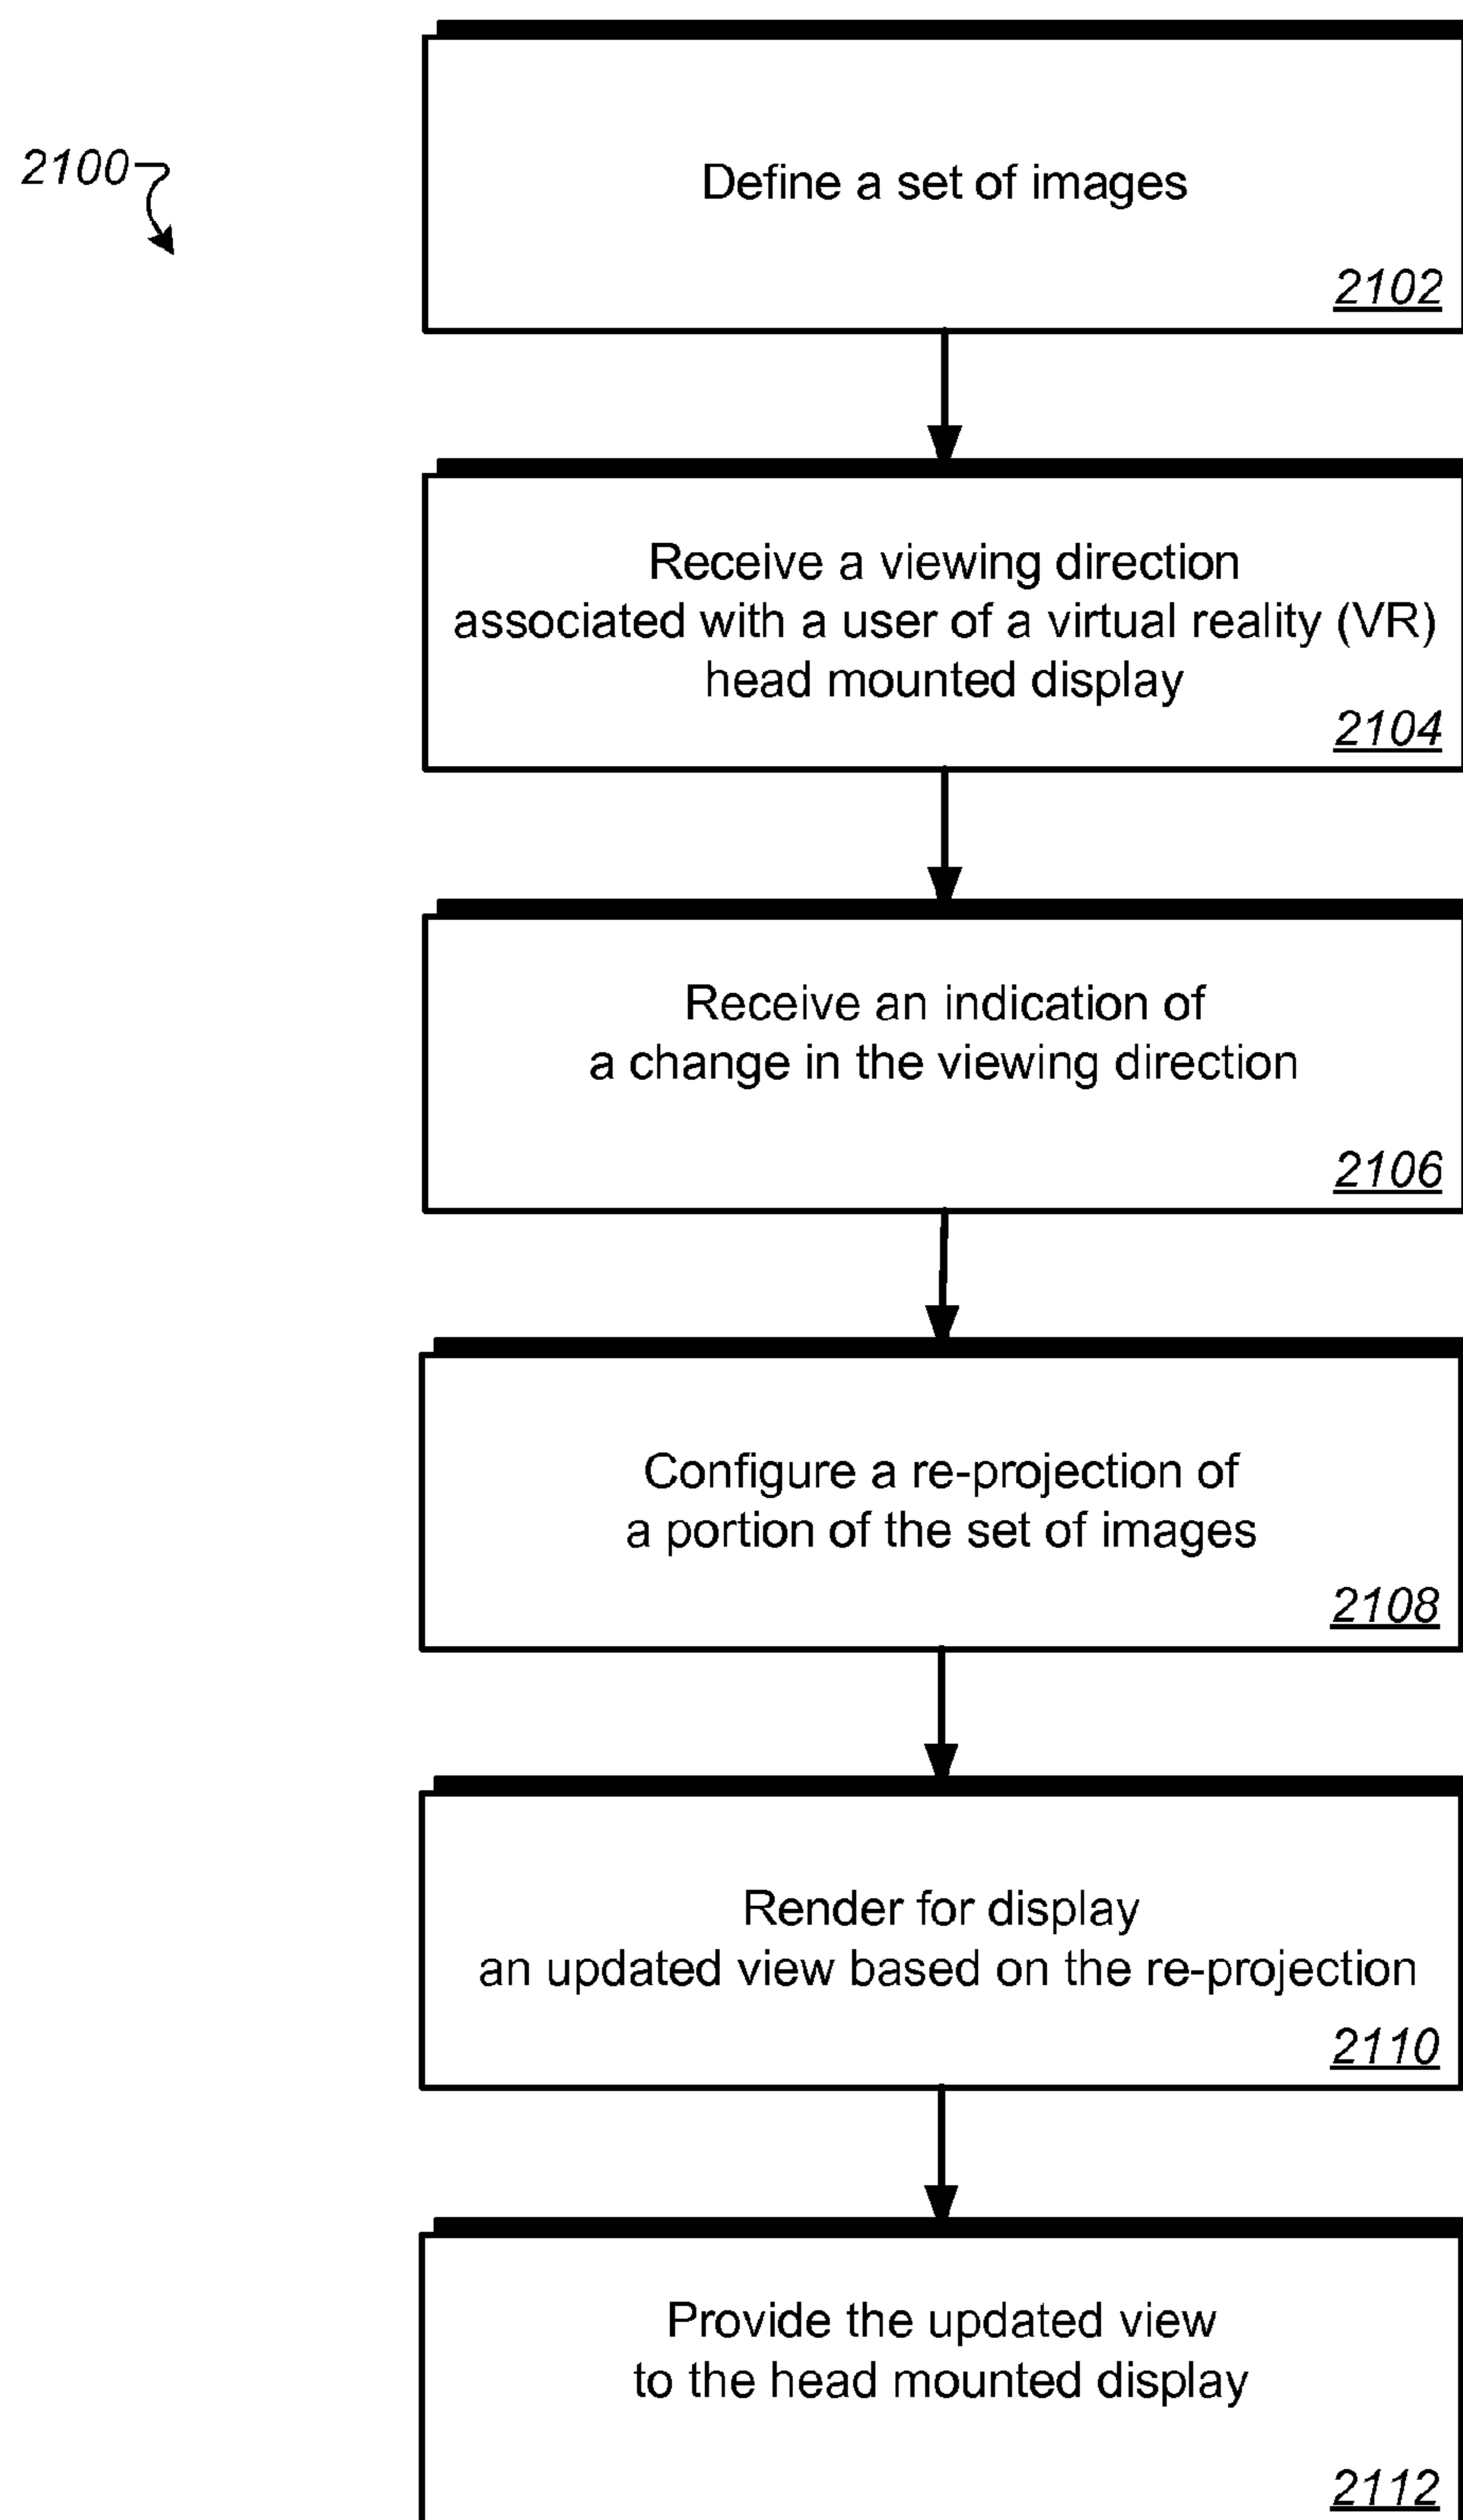 2100
Define a set of images
2102
Receive a viewing direction
associated with a user of a virtual reality (VR)
head mounted display
2104
Receive an indication of
a change in the viewing direction
2106
Configure a re-projection of
a portion of the set of images
2108
Render for display
an updated view based on the re-projection
2110
Provide the updated view
to the head mounted display
2112